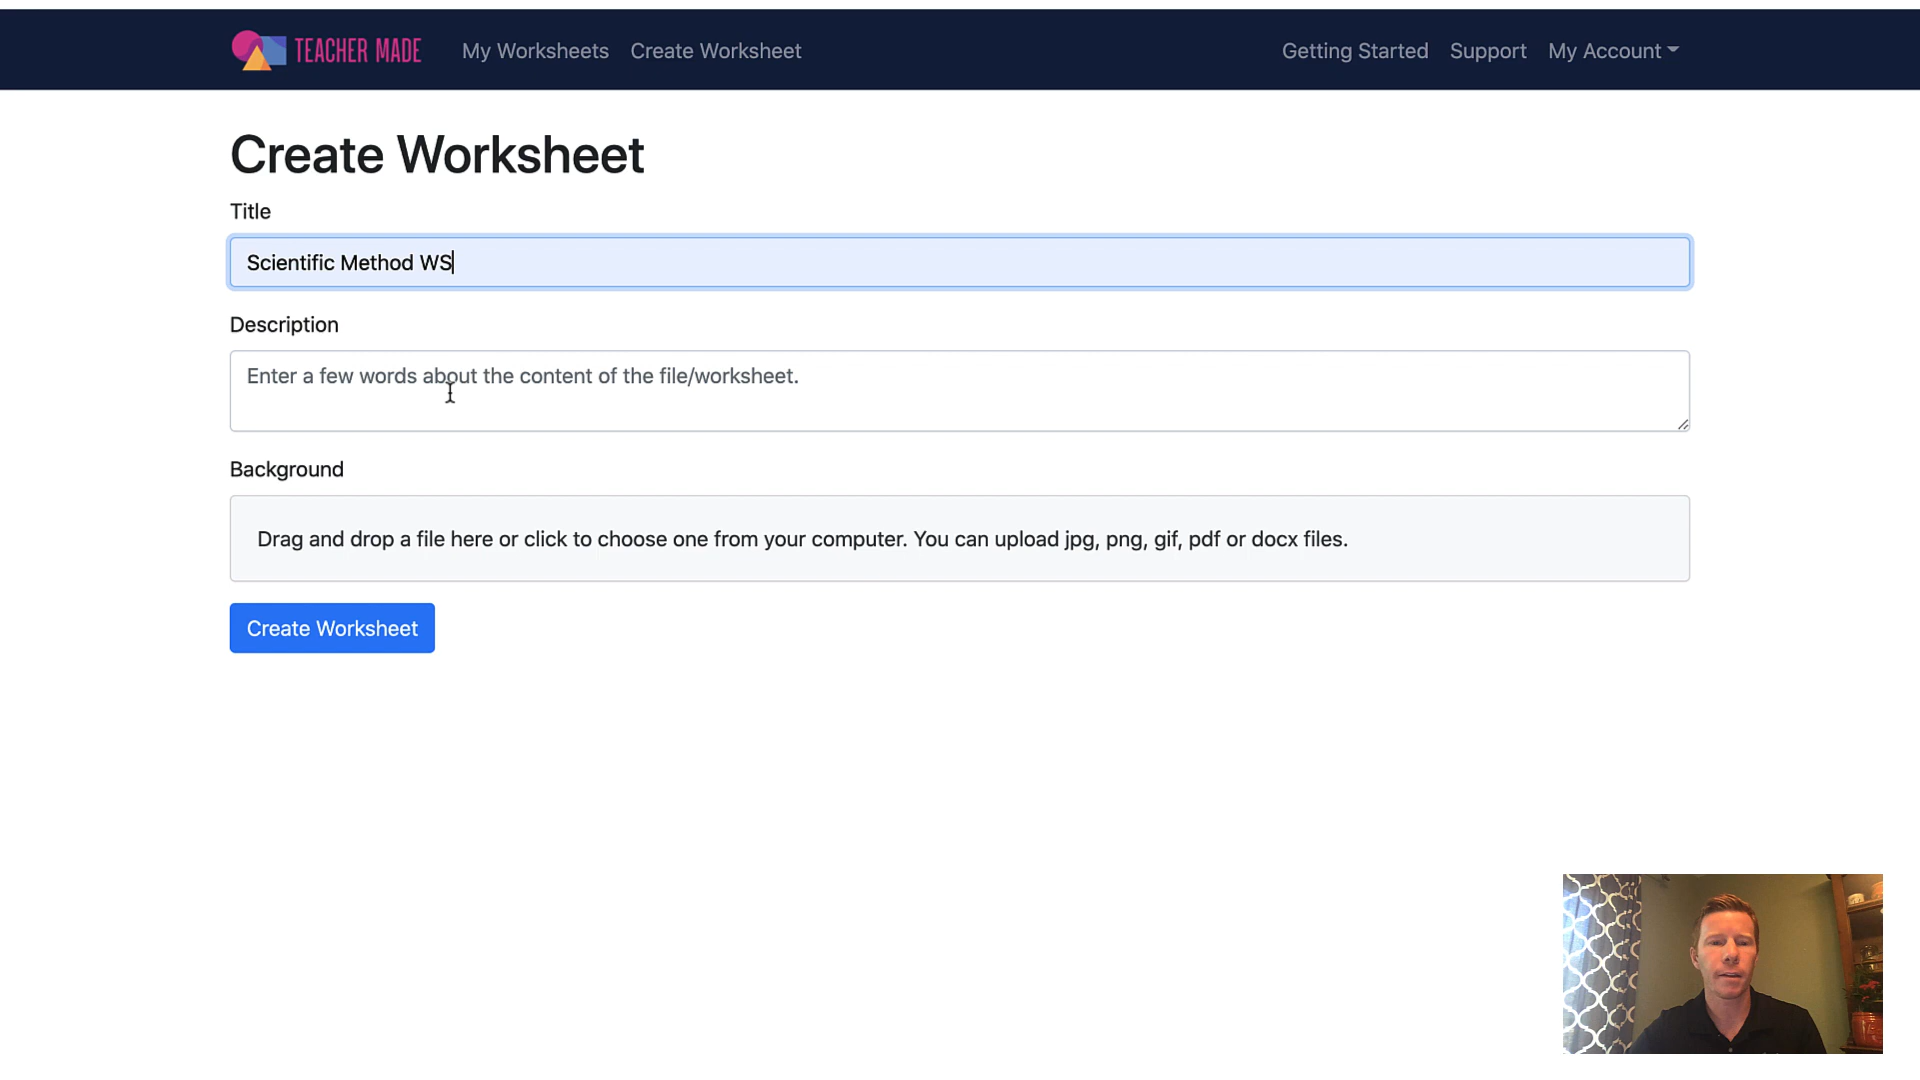 TEACHER MADE My Worksheets Create Worksheet Getting Started Support My Account
Create Worksheet
Title
Scientific Method WS
Description
Enter a few words about the content of the file/worksheet.
Background
Drag and drop a file here or click to choose one from your computer. You can upload jpg, png, gif, pdf or docx files.
Create Worksheet